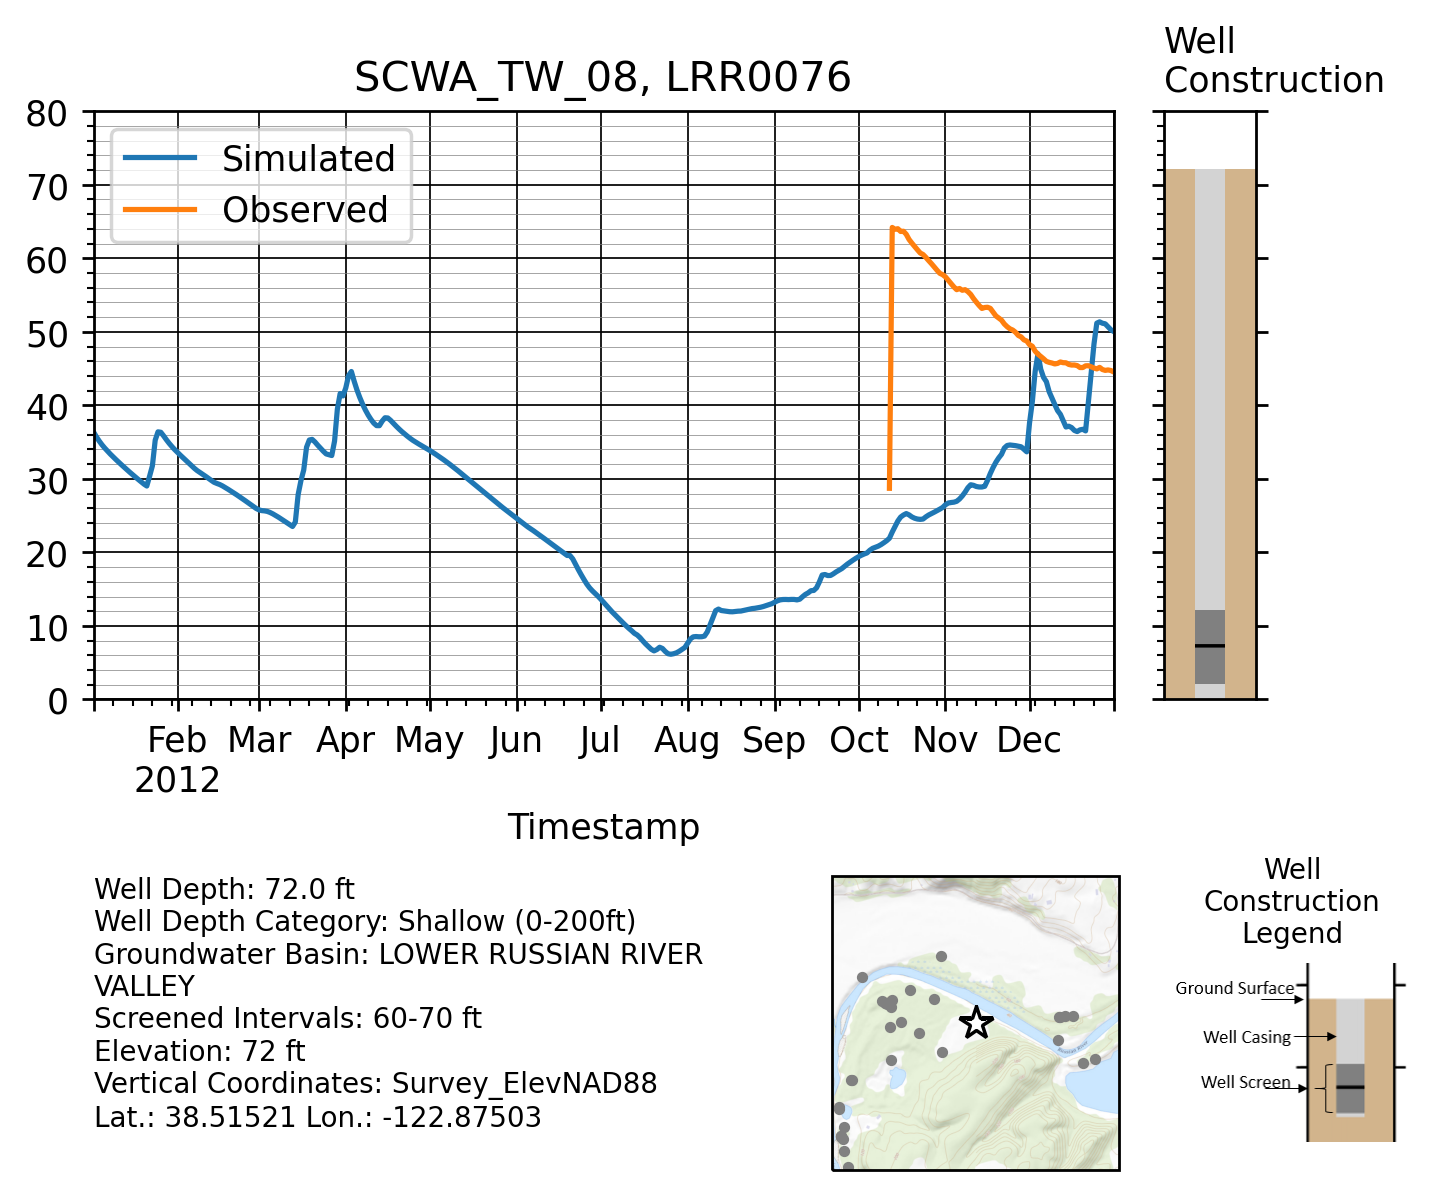 Well
Construction
SCWA_TW_08, LRR0076
80
70
60
50
40
30
20
10
0
Simulated
Observed
Feb Mar Apr May Jun Jul Aug Sep Oct Nov Dec
2012
Timestamp
Well Depth: 72.0 ft
Well Depth Category: Shallow (0-200ft)
Groundwater Basin: LOWER RUSSIAN RIVER
VALLEY
Screened Intervals: 60-70 ft
Elevation: 72 ft
Vertical Coordinates: Survey_ElevNAD88
Lat.: 38.51521 Lon.: -122.87503
Russian River
Well
Construction
Legend
Ground Surface
Well Casing
Well Screen